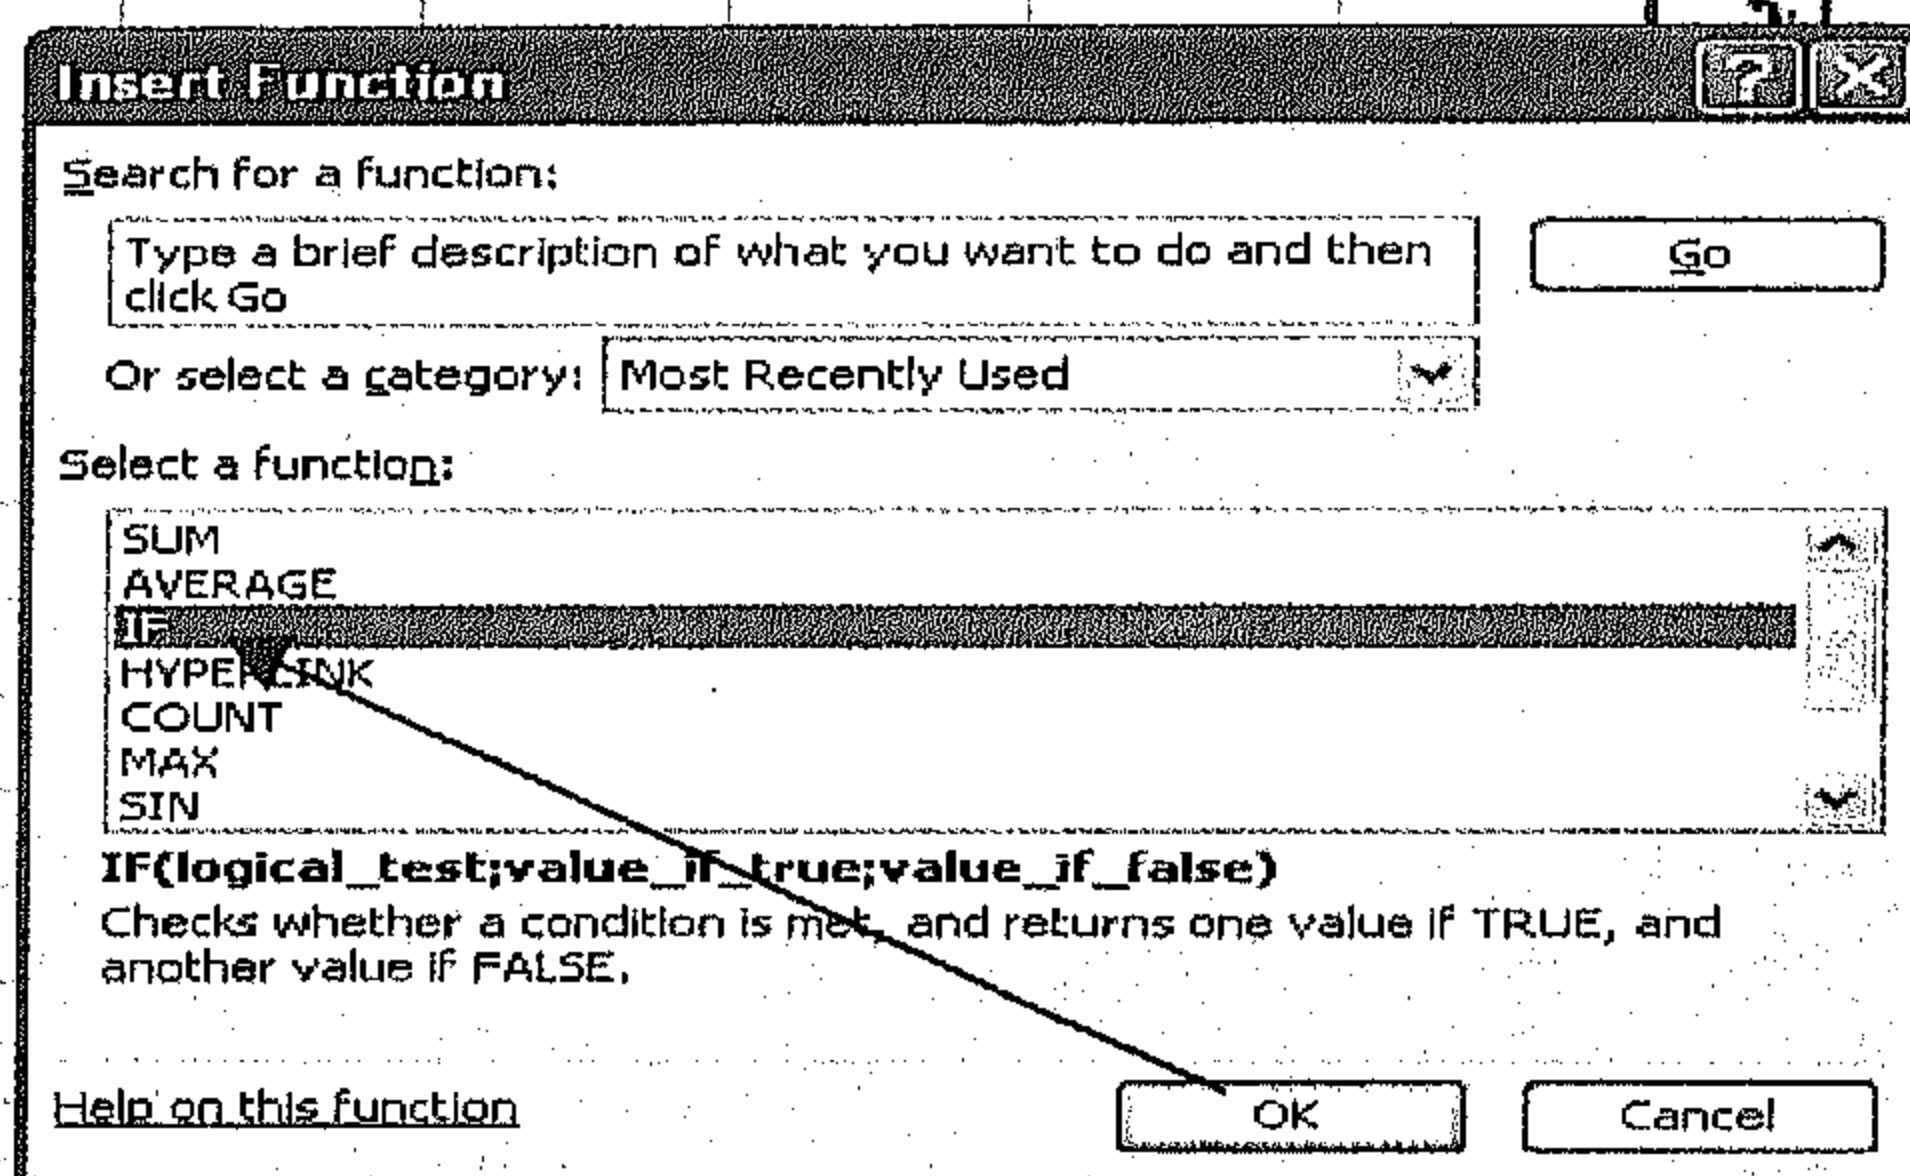 Insert Function
Search for a function:
Type a brief description of what you want to do and then
click Go
Go
Or select a category: Most Recently Used
Select a function:
SUM
AVERAGE
IF
HYPERLINK
COUNT
MAX
SIN
IF(logical_test;value_if_true;value_if_false)
Checks whether a condition is met, and returns one value if TRUE, and
another value if FALSE.
Help on this function
OK
Cancel